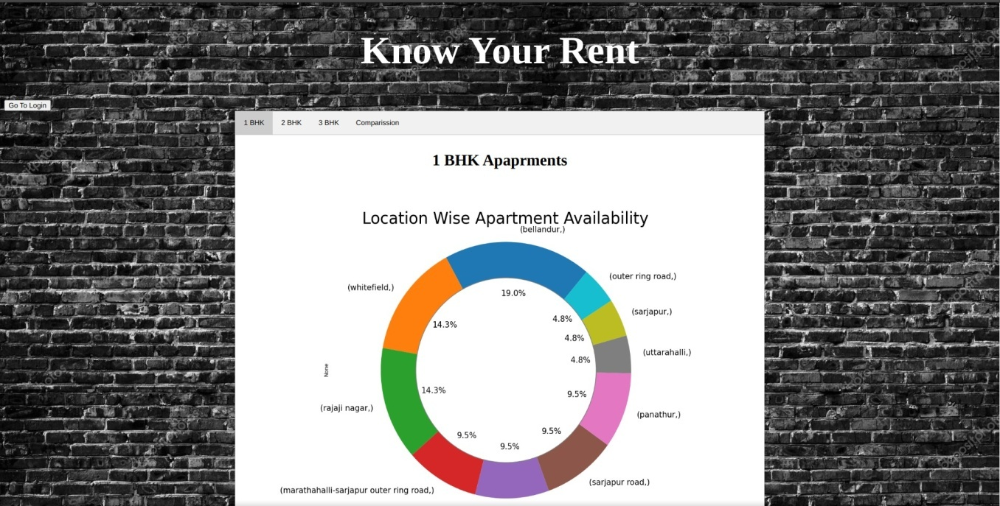 Know Your Rent
Go To Login
1 BHK 2 BHK 3 BHK Comparission
1 BHK Apaprments
Location Wise Apartment Availability
(bellandur,)
(outer ring road,)
(whitefield,)
19.0%
(sarjapur,)
4.8%
14.3%
4.8%
(uttarahalli,)
4.8%
None
14.3%
9.5%
(rajaji nagar,)
(panathur,)
9.5%
9.5%
9.5%
(sarjapur road,)
(marathahalli-sarjapur outer ring road,)